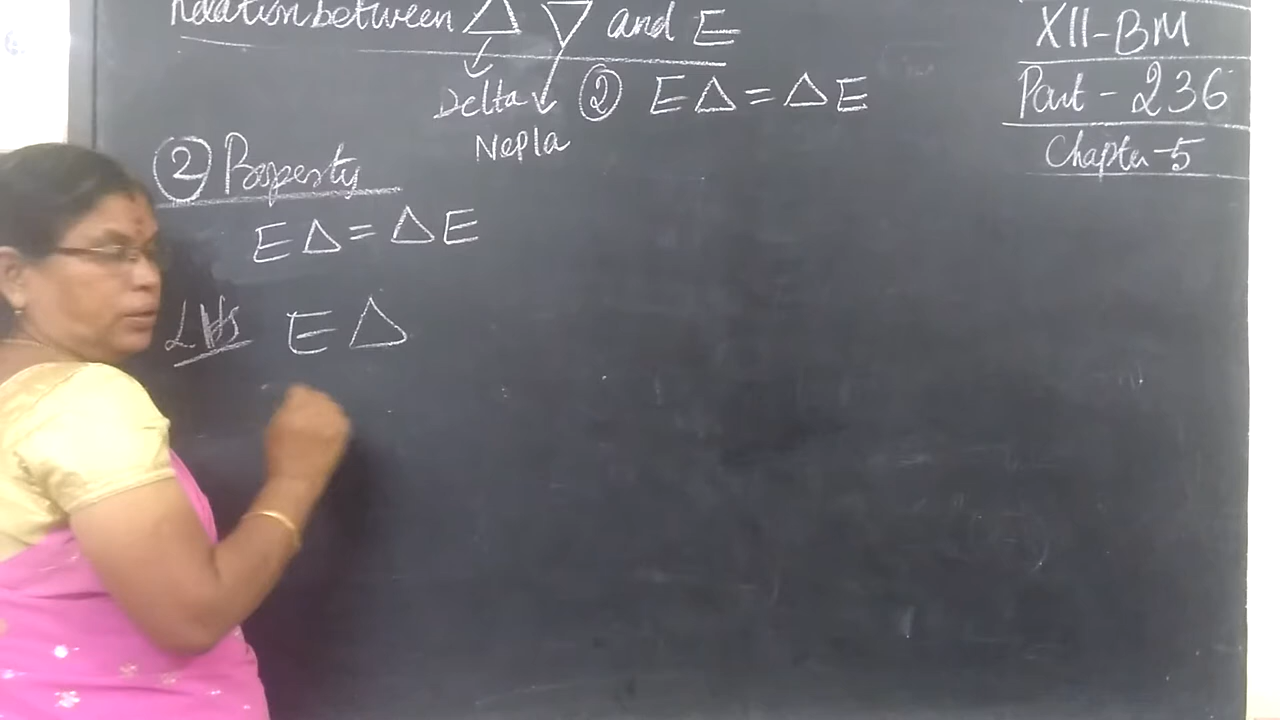 Relation between △ ▽ and E
Delta
Nepla
② E△ = △E
② Property
E△ = △E
LHS E△
XII-BM
Part - 236
Chapter-5